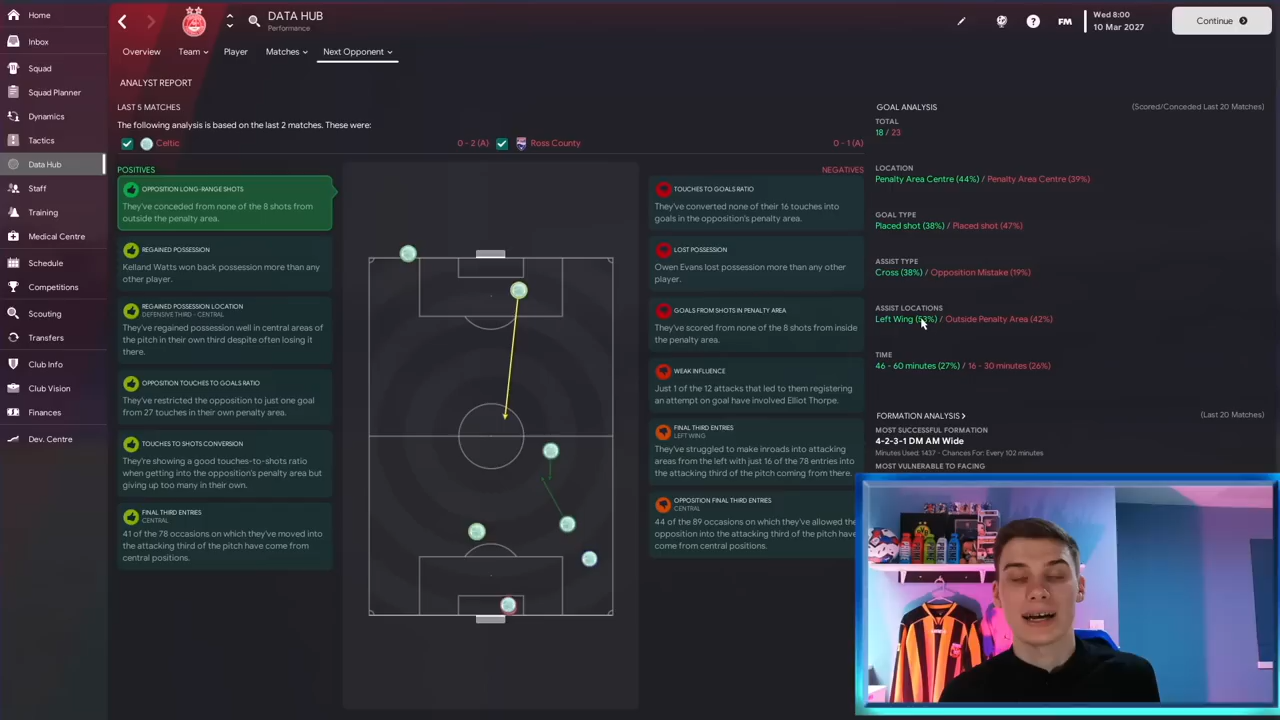 Home
Inbox
Squad
Squad Planner
Dynamics
Tactics
Data Hub
Staff
Training
Medical Centre
Schedule
Competitions
Scouting
Transfers
Club Info
Club Vision
Finances
Dev. Centre
DATA HUB
Performance
FM
Wed 8:00
10 Mar 2027
Continue
Overview
Team
Player
Matches
Next Opponent
ANALYST REPORT
LAST 5 MATCHES
The following analysis is based on the last 2 matches. These were:
Celtic 0 - 2 (A)
Ross County 0 - 1 (A)
POSITIVES
OPPOSITION LONG-RANGE SHOTS
They've conceded from none of the 8 shots from
outside the penalty area.
REGAINED POSSESSION
Kelland Watts won back possession more than any
other player.
REGAINED POSSESSION LOCATION
DEFENSIVE THIRD - CENTRAL
They've regained possession well in central areas of
the pitch in their own third despite often losing it
there.
OPPOSITION TOUCHES TO GOALS RATIO
They've restricted the opposition to just one goal
from 27 touches in their own penalty area.
TOUCHES TO SHOTS CONVERSION
They're showing a good touches-to-shots ratio
when getting into the opposition's penalty area but
giving up too many in their own.
FINAL THIRD ENTRIES
CENTRAL
41 of the 78 occasions on which they've moved into
the attacking third of the pitch have come from
central positions.
NEGATIVES
TOUCHES TO GOALS RATIO
They've converted none of their 16 touches into
goals in the opposition's penalty area.
LOST POSSESSION
Owen Evans lost possession more than any other
player.
GOALS FROM SHOTS IN PENALTY AREA
They've scored from none of the 8 shots from inside
the penalty area.
WEAK INFLUENCE
Just 1 of the 12 attacks that led to them registering
an attempt on goal have involved Elliot Thorpe.
FINAL THIRD ENTRIES
LEFT WING
They've struggled to make inroads into attacking
areas from the left with just 16 of the 78 entries into
the attacking third of the pitch coming from there.
OPPOSITION FINAL THIRD ENTRIES
CENTRAL
44 of the 89 occasions on which they've allowed the
opposition into the attacking third of the pitch have
come from central positions.
GOAL ANALYSIS (Scored/Conceded Last 20 Matches)
TOTAL
18 / 23
LOCATION
Penalty Area Centre (44%) / Penalty Area Centre (39%)
GOAL TYPE
Placed shot (38%) / Placed shot (47%)
ASSIST TYPE
Cross (38%) / Opposition Mistake (19%)
ASSIST LOCATIONS
Left Wing (53%) / Outside Penalty Area (42%)
TIME
46 - 60 minutes (27%) / 16 - 30 minutes (26%)
FORMATION ANALYSIS (Last 20 Matches)
MOST SUCCESSFUL FORMATION
4-2-3-1 DM AM Wide
Minutes Used: 1437 - Chances For: Every 102 minutes
MOST VULNERABLE TO FACING